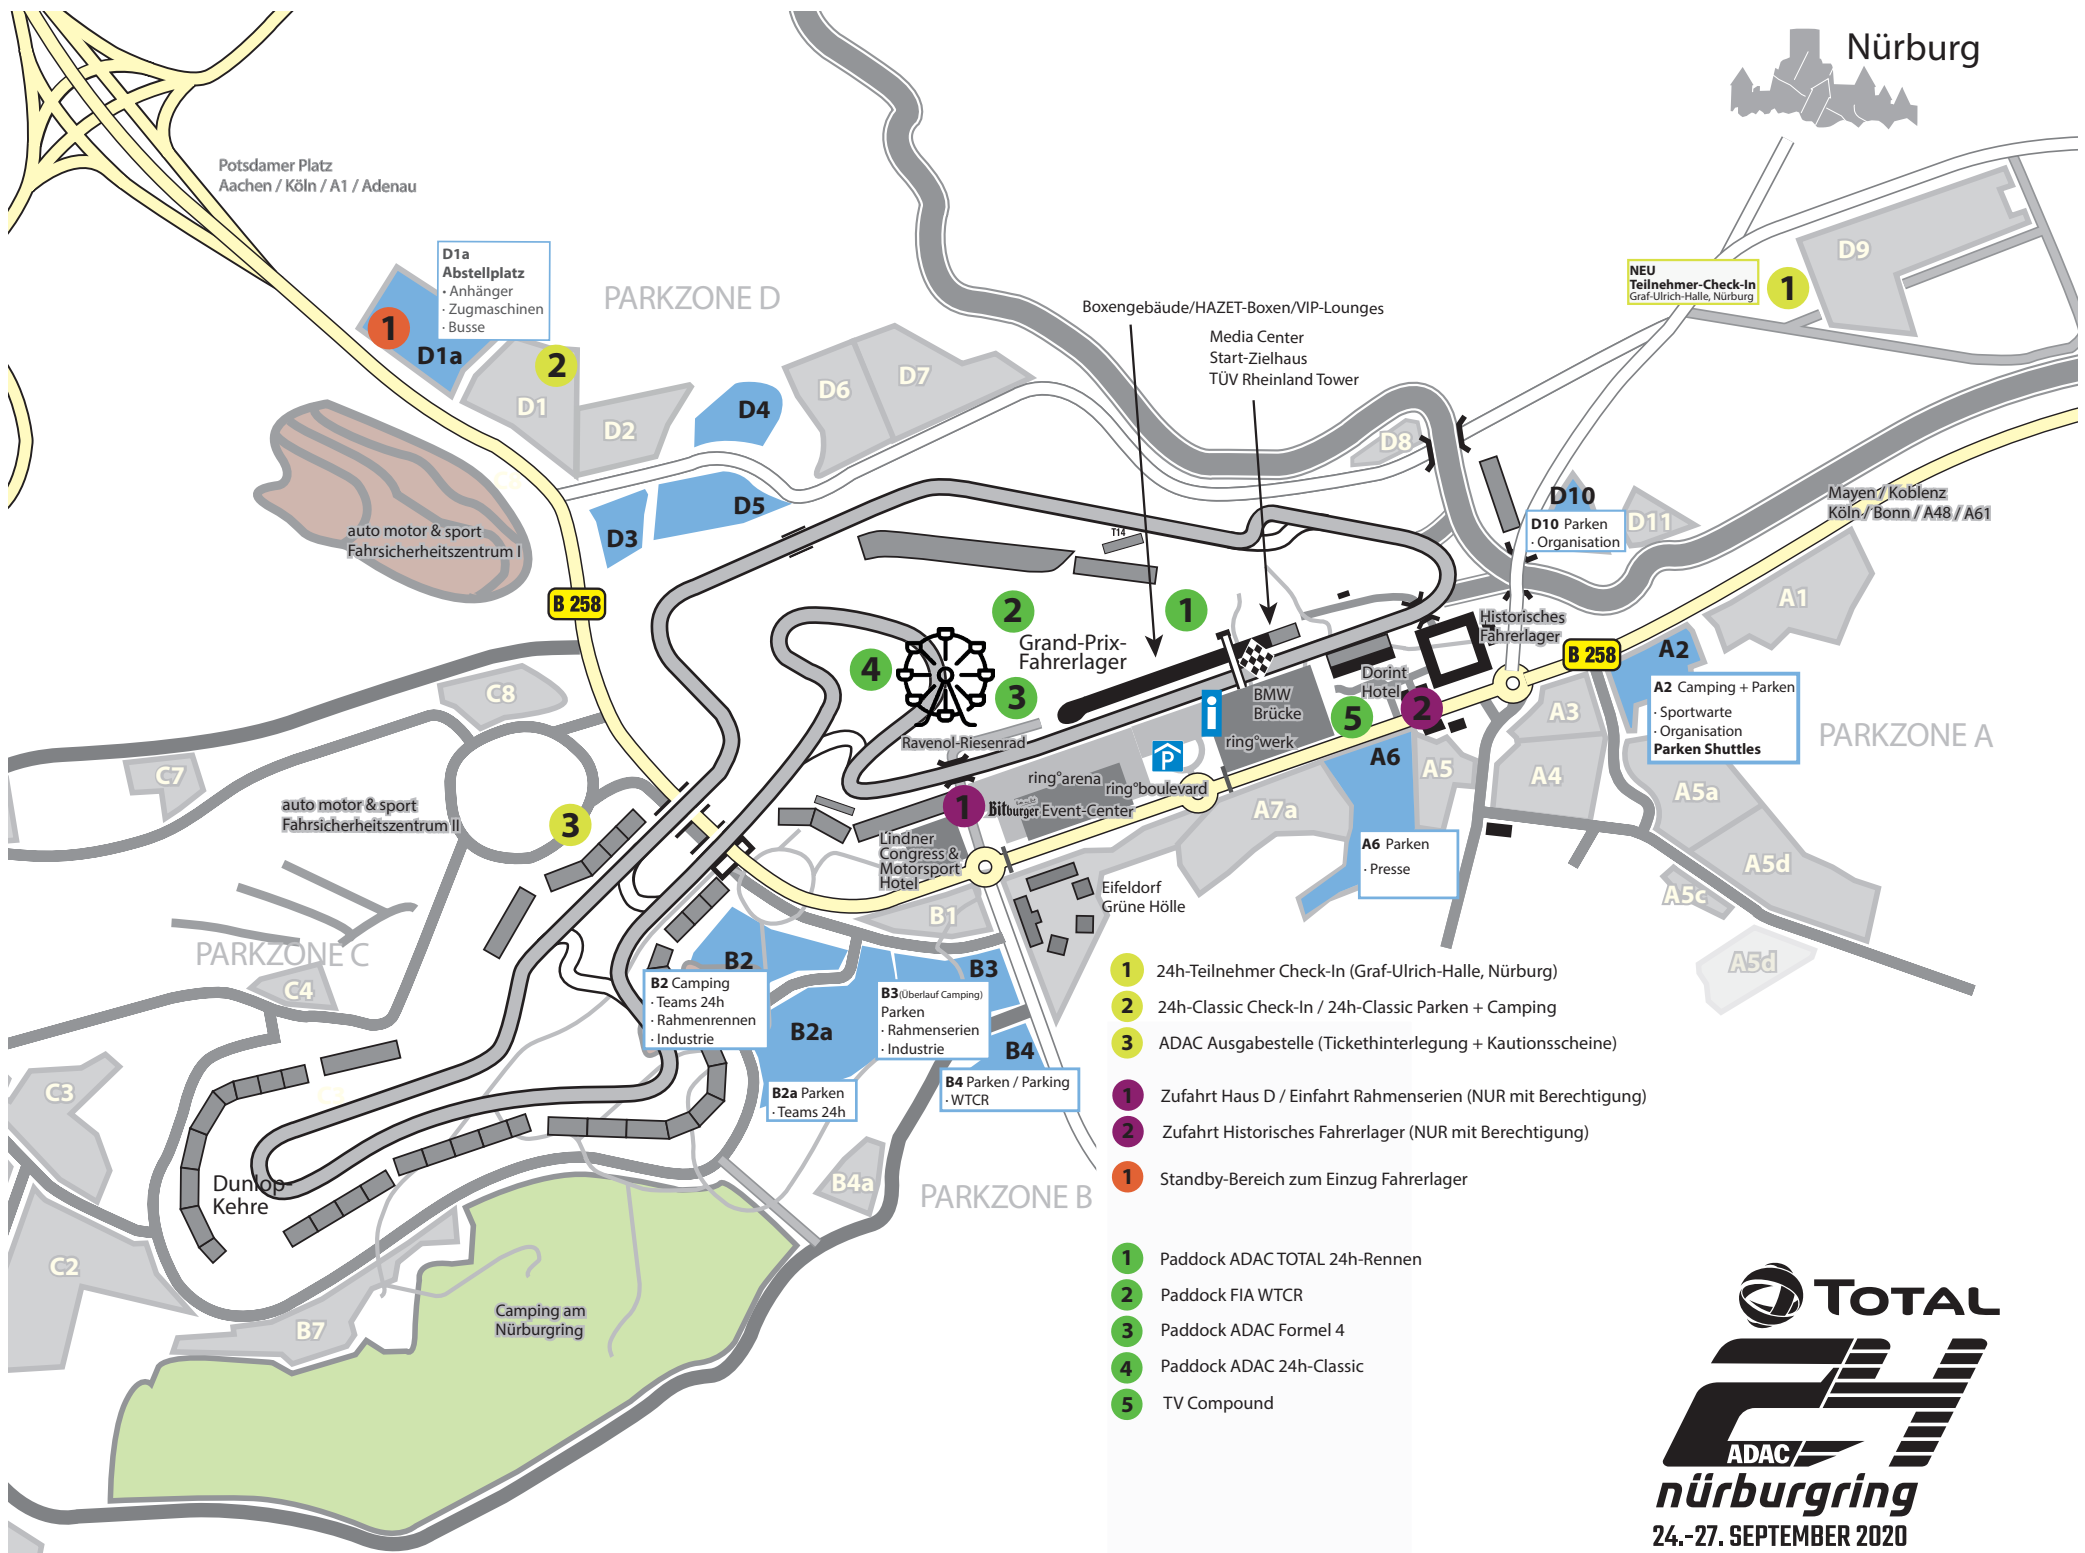 Nürburg
Potsdamer Platz
Aachen / Köln / A1 / Adenau
D1a
Abstellplatz
· Anhänger
· Zugmaschinen
· Busse
1
D1a
2
D1
D2
PARKZONE D
D4
D6
D7
D3
D5
Boxengebäude/HAZET-Boxen/VIP-Lounges
Media Center
Start-Zielhaus
TÜV Rheinland Tower
NEU
Teilnehmer-Check-In
Graf-Ulrich-Halle, Nürburg
1
D9
D8
D10
D11
D10 Parken
· Organisation
Mayen / Koblenz
Köln / Bonn / A48 / A61
auto motor & sport
Fahrsicherheitszentrum I
B 258
T14
2
1
Grand-Prix-
Fahrerlager
4
3
Ravenol-Riesenrad
Historisches
Fahrerlager
B 258
A1
A2
A2 Camping + Parken
· Sportwarte
· Organisation
Parken Shuttles
PARKZONE A
Dorint
Hotel
BMW
Brücke
i
5
2
ring°werk
P
ring°arena
ring°boulevard
A6
A5
A3
A4
A5a
A7a
C8
C7
auto motor & sport
Fahrsicherheitszentrum II
3
1
Bitburger Event-Center
Lindner
Congress &
Motorsport
Hotel
A6 Parken
· Presse
A5d
A5c
A5d
Eifeldorf
Grüne Hölle
B1
PARKZONE C
C4
B2
B2 Camping
· Teams 24h
· Rahmenrennen
· Industrie
B2a
B3
B3 (Überlauf Camping)
Parken
· Rahmenserien
· Industrie
B4
B4 Parken / Parking
· WTCR
B2a Parken
· Teams 24h
C3
C3
Dunlop-
Kehre
B4a
PARKZONE B
C2
B7
Camping am
Nürburgring
1 24h-Teilnehmer Check-In (Graf-Ulrich-Halle, Nürburg)
2 24h-Classic Check-In / 24h-Classic Parken + Camping
3 ADAC Ausgabestelle (Tickethinterlegung + Kautionsscheine)
1 Zufahrt Haus D / Einfahrt Rahmenserien (NUR mit Berechtigung)
2 Zufahrt Historisches Fahrerlager (NUR mit Berechtigung)
1 Standby-Bereich zum Einzug Fahrerlager
1 Paddock ADAC TOTAL 24h-Rennen
2 Paddock FIA WTCR
3 Paddock ADAC Formel 4
4 Paddock ADAC 24h-Classic
5 TV Compound
TOTAL
24
ADAC
nürburgring
24.-27. SEPTEMBER 2020